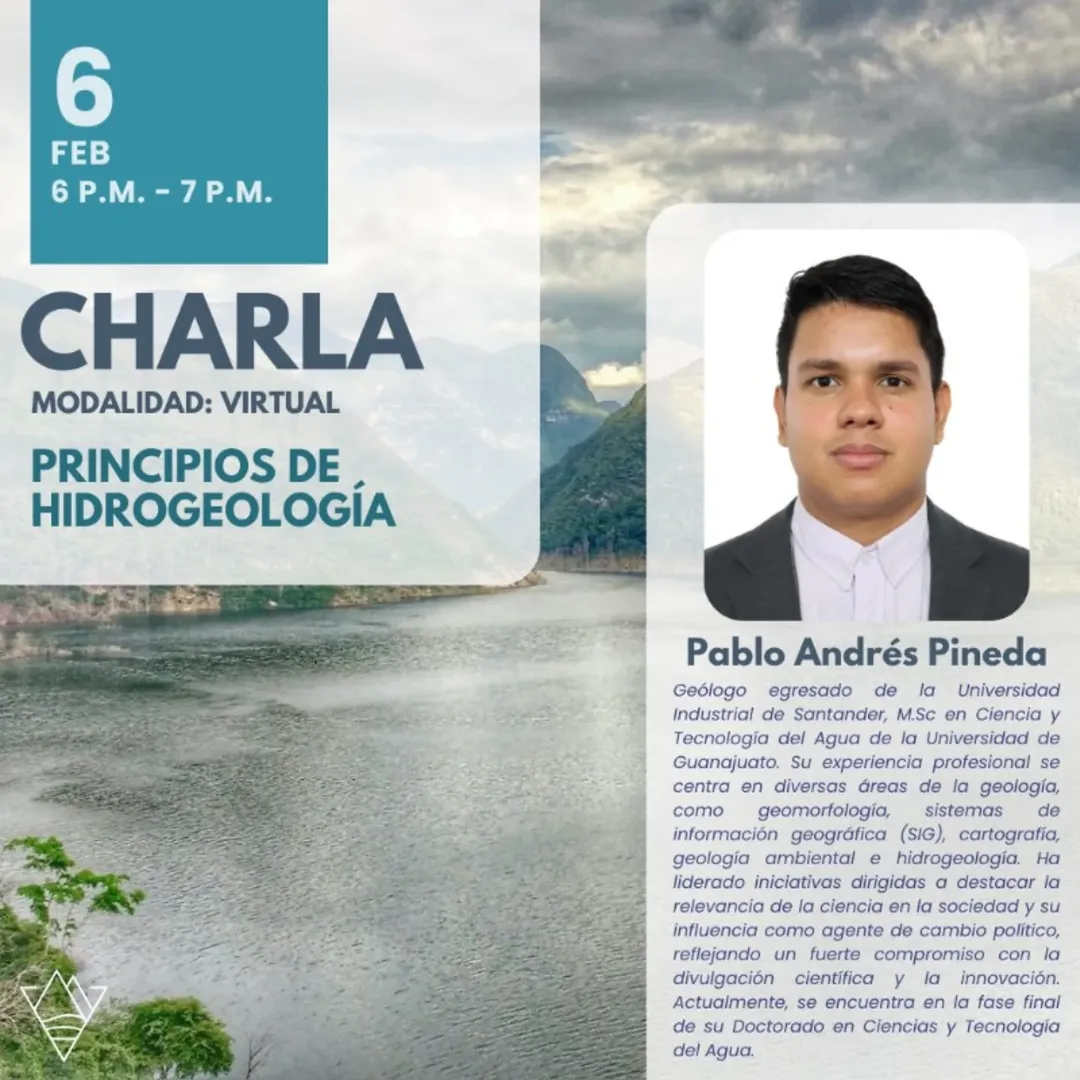 6
FEB
6 P.M. - 7 P.M.
CHARLA
MODALIDAD: VIRTUAL
PRINCIPIOS DE
HIDROGEOLOGÍA
Pablo Andrés Pineda
Geólogo egresado de la Universidad
Industrial de Santander, M.Sc en Ciencia y
Tecnología del Agua de la Universidad de
Guanajuato. Su experiencia profesional se
centra en diversas áreas de la geología,
como geomorfología, sistemas de
información geográfica (SIG), cartografía,
geología ambiental e hidrogeología. Ha
liderado iniciativas dirigidas a destacar la
relevancia de la ciencia en la sociedad y su
influencia como agente de cambio político,
reflejando un fuerte compromiso con la
divulgación científica y la innovación.
Actualmente, se encuentra en la fase final
de su Doctorado en Ciencias y Tecnología
del Agua.